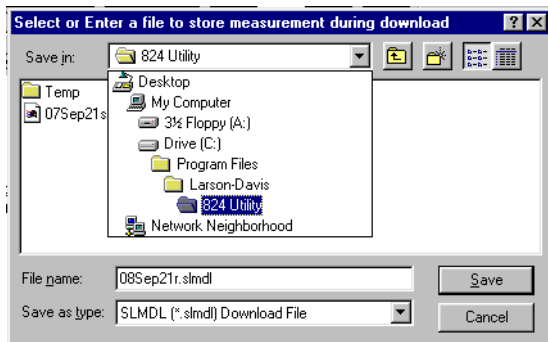 Select or Enter a file to store measurement during download
Save in: 824 Utility
Desktop
My Computer
3½ Floppy (A:)
Drive (C:)
Program Files
Larson-Davis
824 Utility
Network Neighborhood
Temp
07Sep21s
File name: 08Sep21r.slmdl Save
Save as type: SLMDL (*.slmdl) Download File Cancel